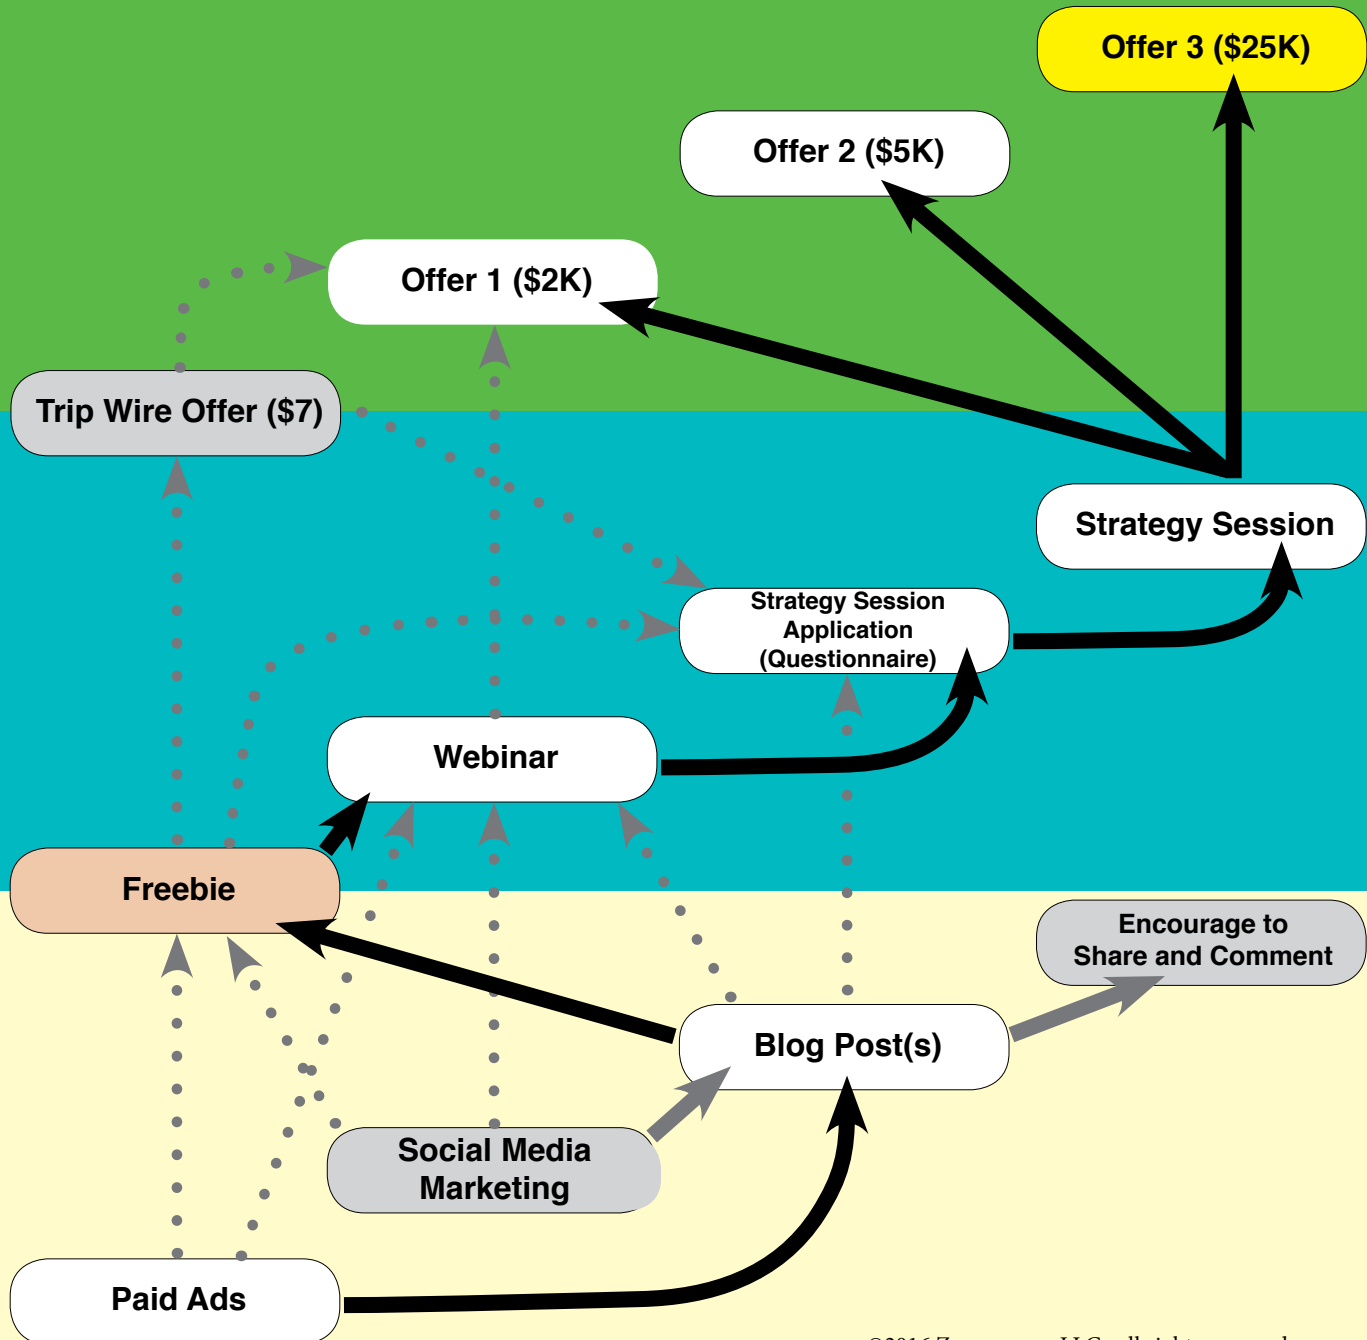 Offer 3 ($25K)
Offer 2 ($5K)
Offer 1 ($2K)
Trip Wire Offer ($7)
Strategy Session
Strategy Session
Application
(Questionnaire)
Webinar
Freebie
Encourage to
Share and Comment
Blog Post(s)
Social Media
Marketing
Paid Ads